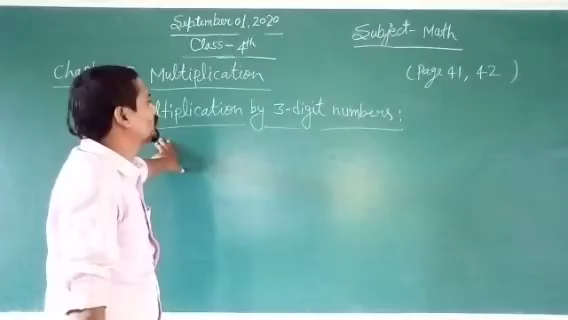 September 01, 2020
Class - 4th
Subject - Math
Multiplication
(Page 41, 42)
by 3-digit numbers: